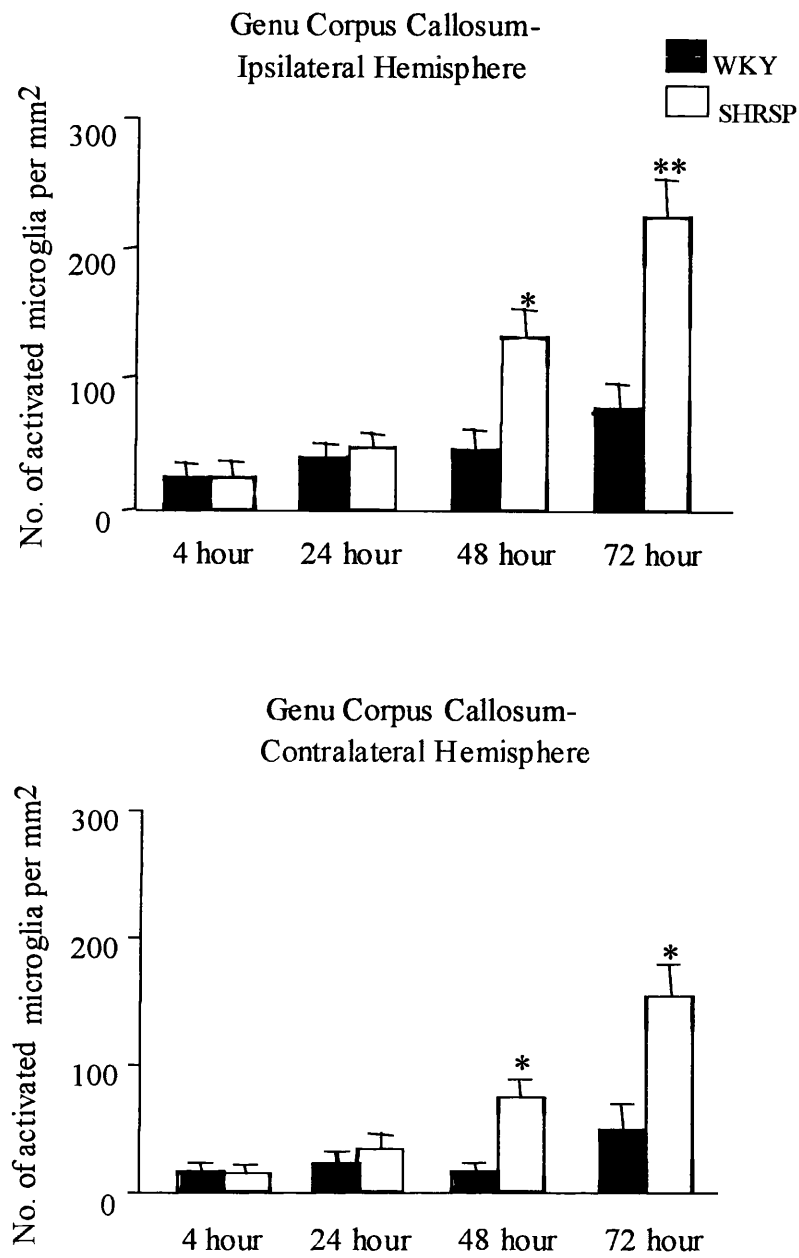 Genu Corpus Callosum-
Ipsilateral Hemisphere
WKY
SHRSP
No. of activated microglia per mm2
300
200
100
0
*
**
4 hour 24 hour 48 hour 72 hour
Genu Corpus Callosum-
Contralateral Hemisphere
No. of activated microglia per mm2
300
200
100
0
*
*
4 hour 24 hour 48 hour 72 hour